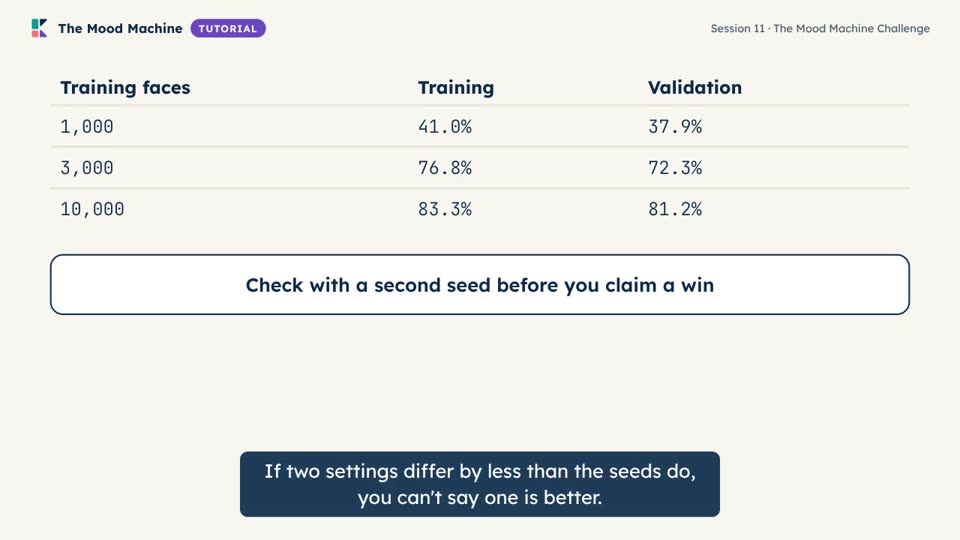 The Mood Machine TUTORIAL
Session 11 · The Mood Machine Challenge
Training faces Training Validation
1,000 41.0% 37.9%
3,000 76.8% 72.3%
10,000 83.3% 81.2%
Check with a second seed before you claim a win
If two settings differ by less than the seeds do,
you can't say one is better.